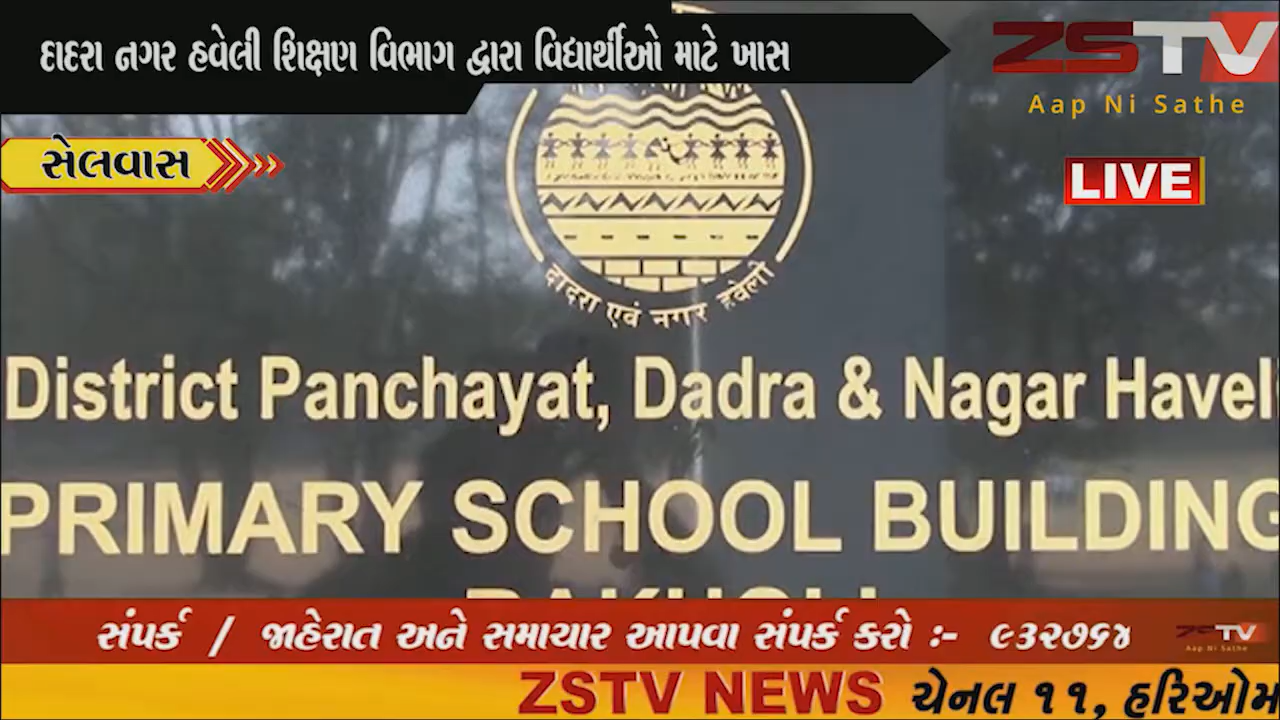 દાદરા નગર હવેલી શિક્ષણ વિભાગ દ્વારા વિદ્યાર્થીઓ માટે ખાસ
ZSTV
Aap Ni Sathe
સેલવાસ
LIVE
दादरा एवं नगर हवेली
District Panchayat, Dadra & Nagar Havel
PRIMARY SCHOOL BUILDING
સંપર્ક / જાહેરાત અને સમાચાર આપવા સંપર્ક કરો :- ૯૩૨૭૬૪
ZSTV
Aap Ni Sathe
ZSTV NEWS ચેનલ ૧૧, હરિઓમ